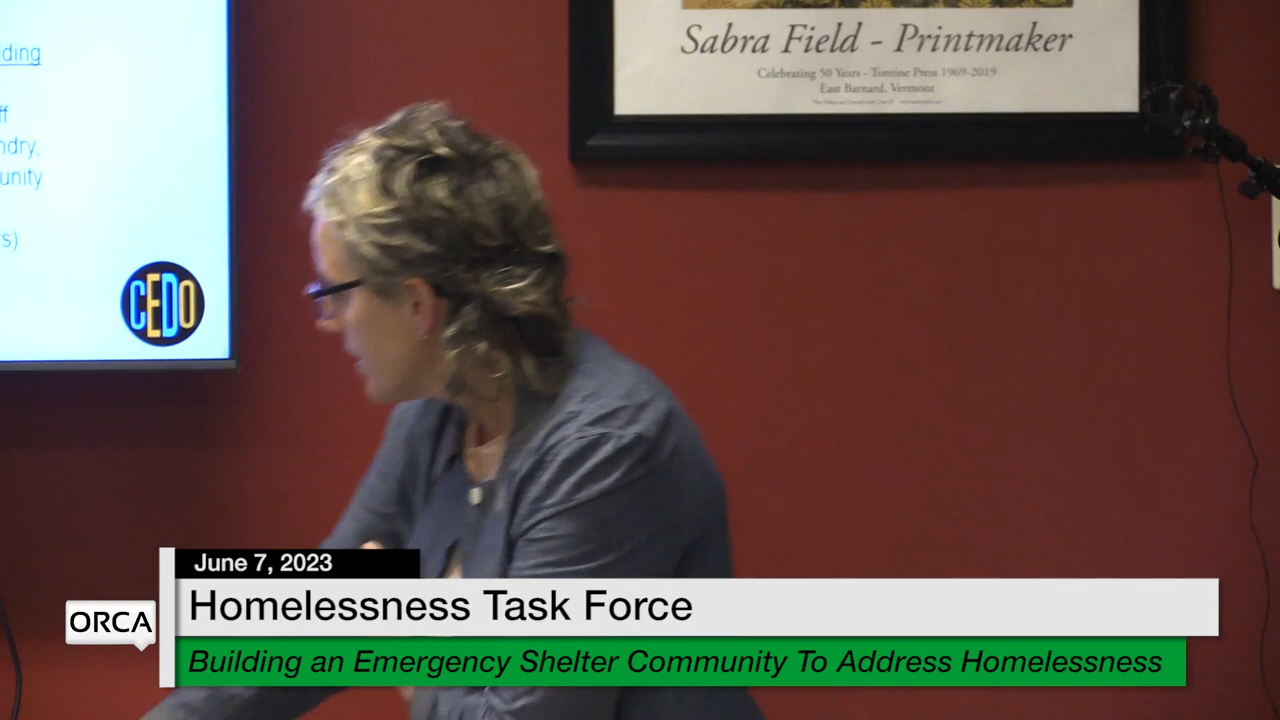 Sabra Field - Printmaker
Celebrating 50 Years - Tontine Press 1969-2019
East Barnard, Vermont
CEDO
June 7, 2023
Homelessness Task Force
ORCA
Building an Emergency Shelter Community To Address Homelessness